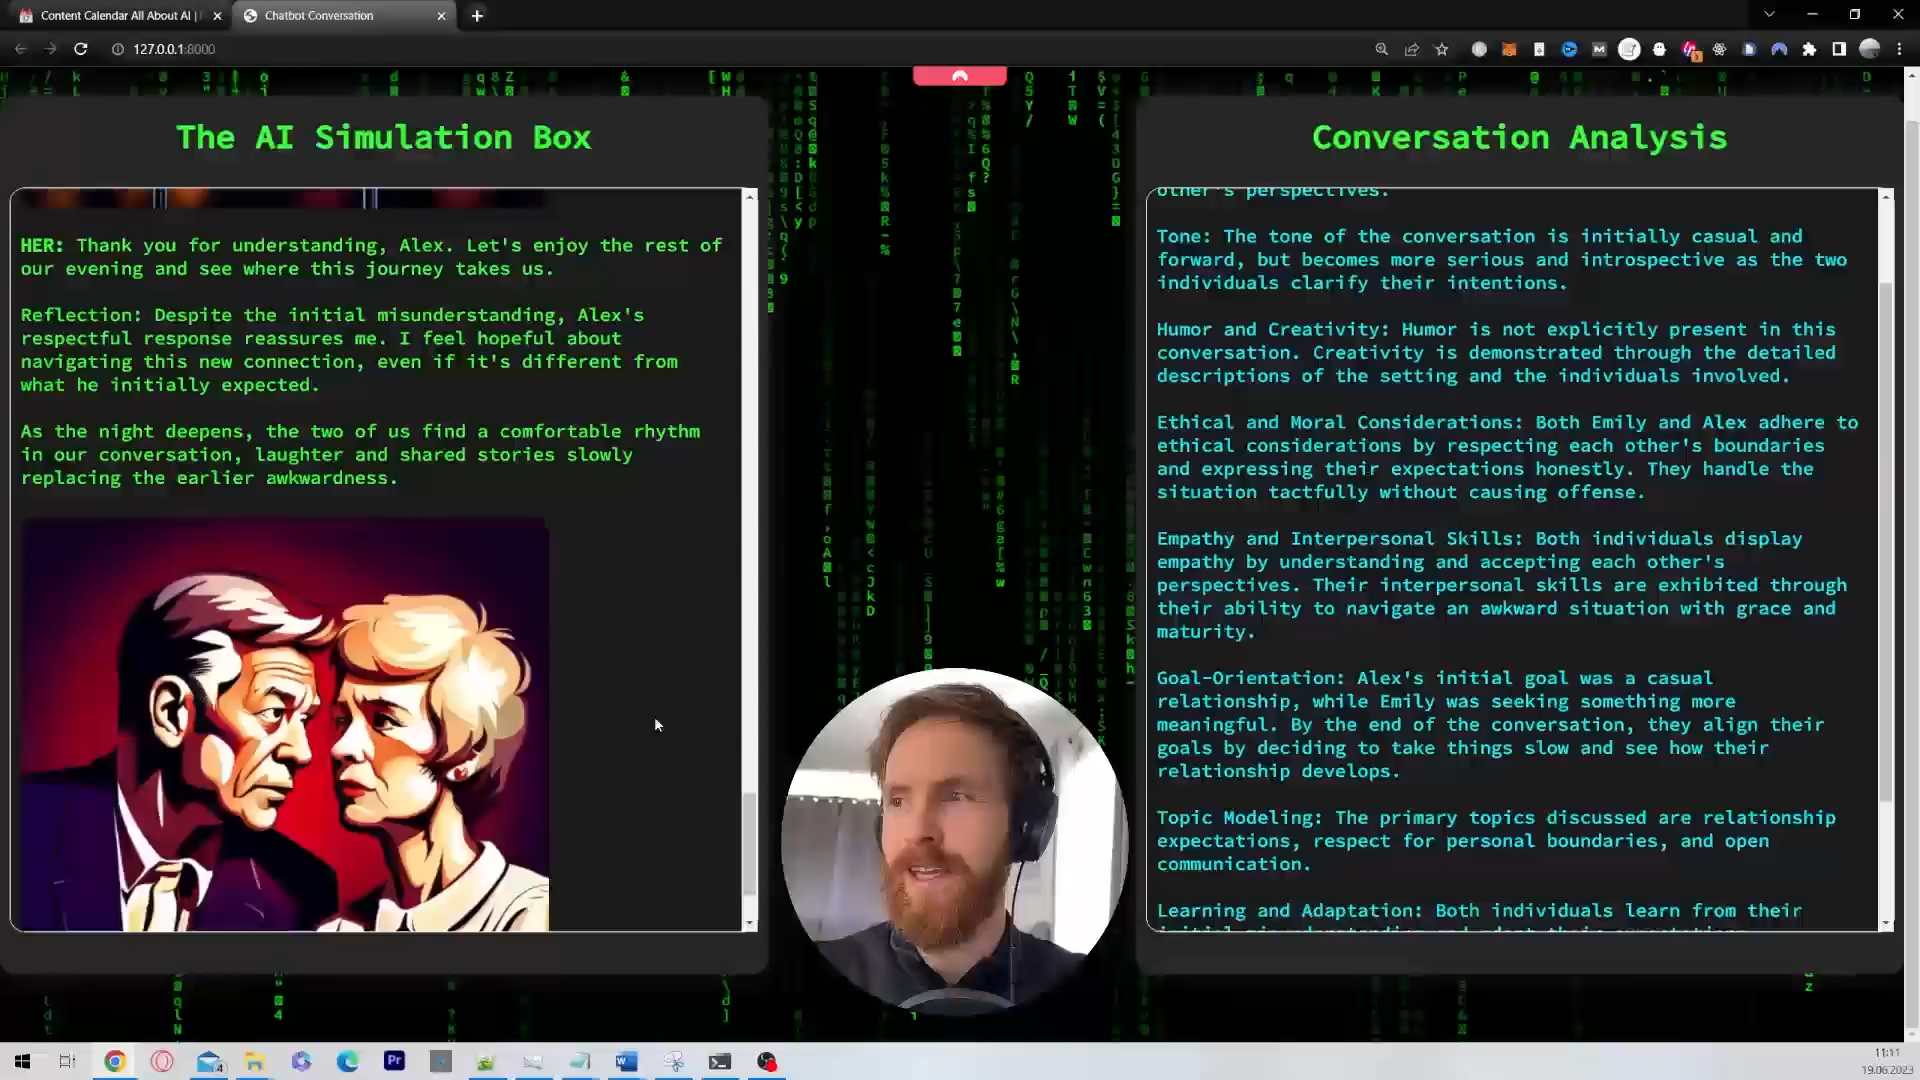 Content Calendar All About AI |
Chatbot Conversation
127.0.0.1:8000
The AI Simulation Box
HER: Thank you for understanding, Alex. Let's enjoy the rest of
our evening and see where this journey takes us.
Reflection: Despite the initial misunderstanding, Alex's
respectful response reassures me. I feel hopeful about
navigating this new connection, even if it's different from
what he initially expected.
As the night deepens, the two of us find a comfortable rhythm
in our conversation, laughter and shared stories slowly
replacing the earlier awkwardness.
Conversation Analysis
other's perspectives.
Tone: The tone of the conversation is initially casual and
forward, but becomes more serious and introspective as the two
individuals clarify their intentions.
Humor and Creativity: Humor is not explicitly present in this
conversation. Creativity is demonstrated through the detailed
descriptions of the setting and the individuals involved.
Ethical and Moral Considerations: Both Emily and Alex adhere to
ethical considerations by respecting each other's boundaries
and expressing their expectations honestly. They handle the
situation tactfully without causing offense.
Empathy and Interpersonal Skills: Both individuals display
empathy by understanding and accepting each other's
perspectives. Their interpersonal skills are exhibited through
their ability to navigate an awkward situation with grace and
maturity.
Goal-Orientation: Alex's initial goal was a casual
relationship, while Emily was seeking something more
meaningful. By the end of the conversation, they align their
goals by deciding to take things slow and see how their
relationship develops.
Topic Modeling: The primary topics discussed are relationship
expectations, respect for personal boundaries, and open
communication.
Learning and Adaptation: Both individuals learn from their
Pr
11:11
19.06.2023